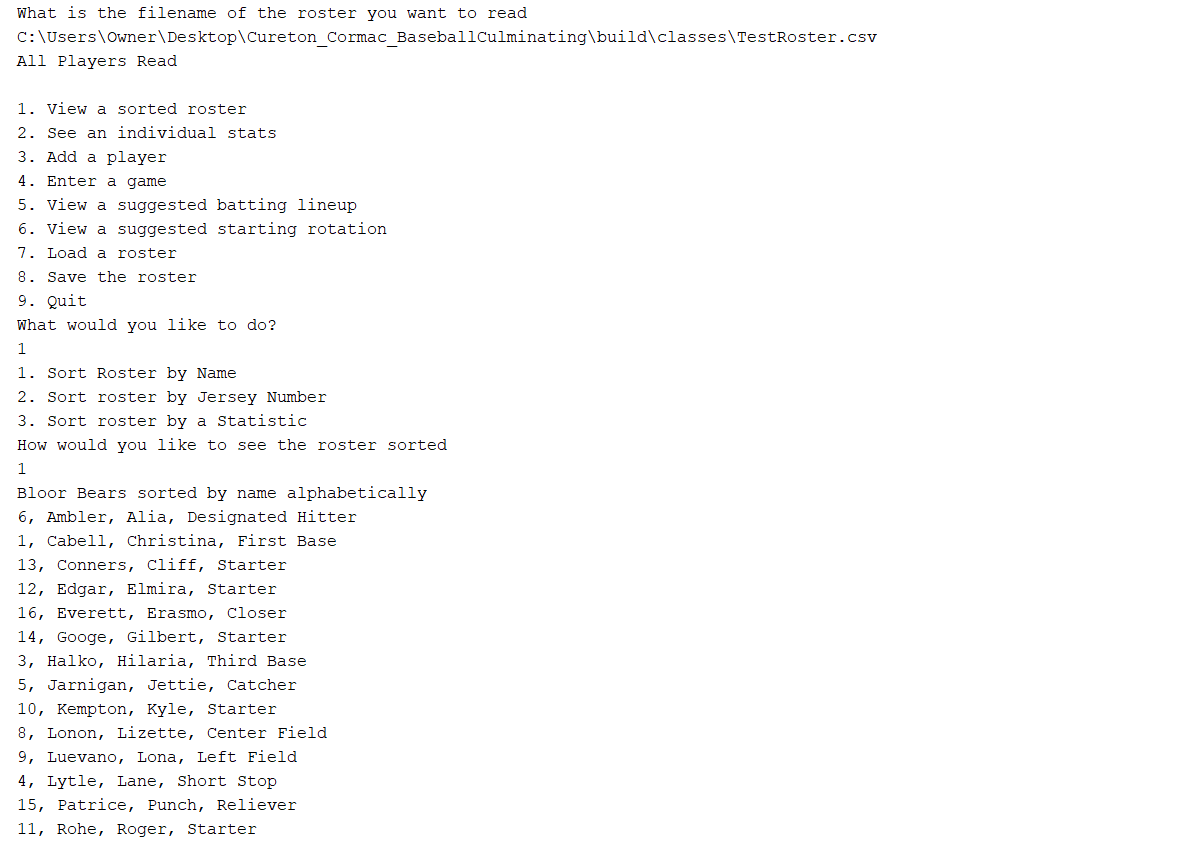 What is the filename of the roster you want to read
C:\Users\Owner\Desktop\Cureton_Cormac_BaseballCulminating\build\classes\TestRoster.csv
All Players Read
1. View a sorted roster
2. See an individual stats
3. Add a player
4. Enter a game
5. View a suggested batting lineup
6. View a suggested starting rotation
7. Load a roster
8. Save the roster
9. Quit
What would you like to do?
1
1. Sort Roster by Name
2. Sort roster by Jersey Number
3. Sort roster by a Statistic
How would you like to see the roster sorted
1
Bloor Bears sorted by name alphabetically
6, Ambler, Alia, Designated Hitter
1, Cabell, Christina, First Base
13, Conners, Cliff, Starter
12, Edgar, Elmira, Starter
16, Everett, Erasmo, Closer
14, Googe, Gilbert, Starter
3, Halko, Hilaria, Third Base
5, Jarnigan, Jettie, Catcher
10, Kempton, Kyle, Starter
8, Lonon, Lizette, Center Field
9, Luevano, Lona, Left Field
4, Lytle, Lane, Short Stop
15, Patrice, Punch, Reliever
11, Rohe, Roger, Starter